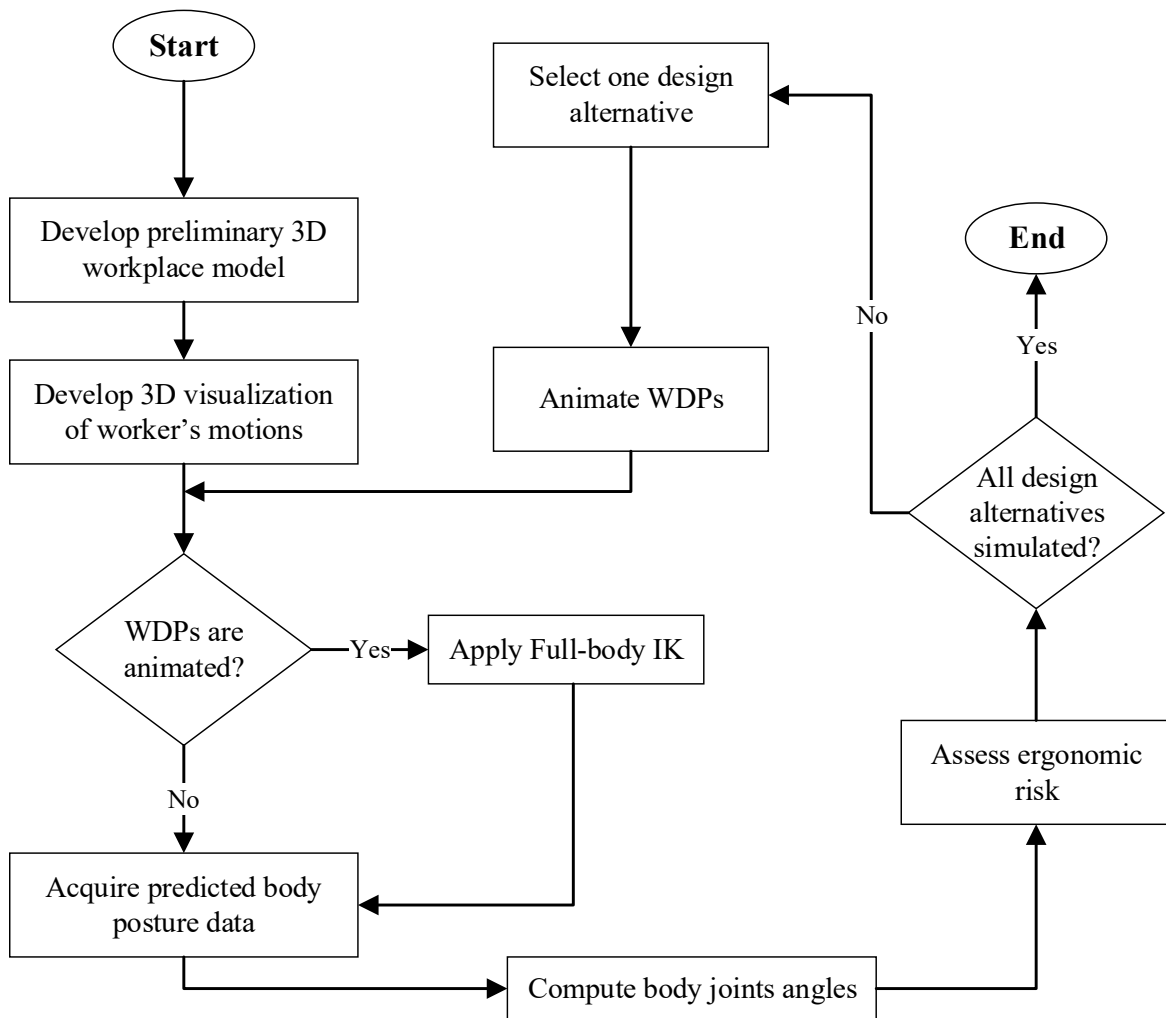 Start
Develop preliminary 3D
workplace model
Develop 3D visualization
of worker’s motions
WDPs are
animated?
Yes
Apply Full-body IK
No
Acquire predicted body
posture data
Compute body joints angles
Assess ergonomic
risk
All design
alternatives
simulated?
No
Select one design
alternative
Animate WDPs
Yes
End